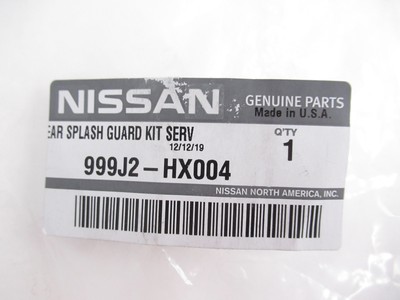 NISSAN
GENUINE PARTS
Made in U.S.A.
EAR SPLASH GUARD KIT SERV
12/12/19
Q'TY
1
999J2-HX004
NISSAN NORTH AMERICA, INC.